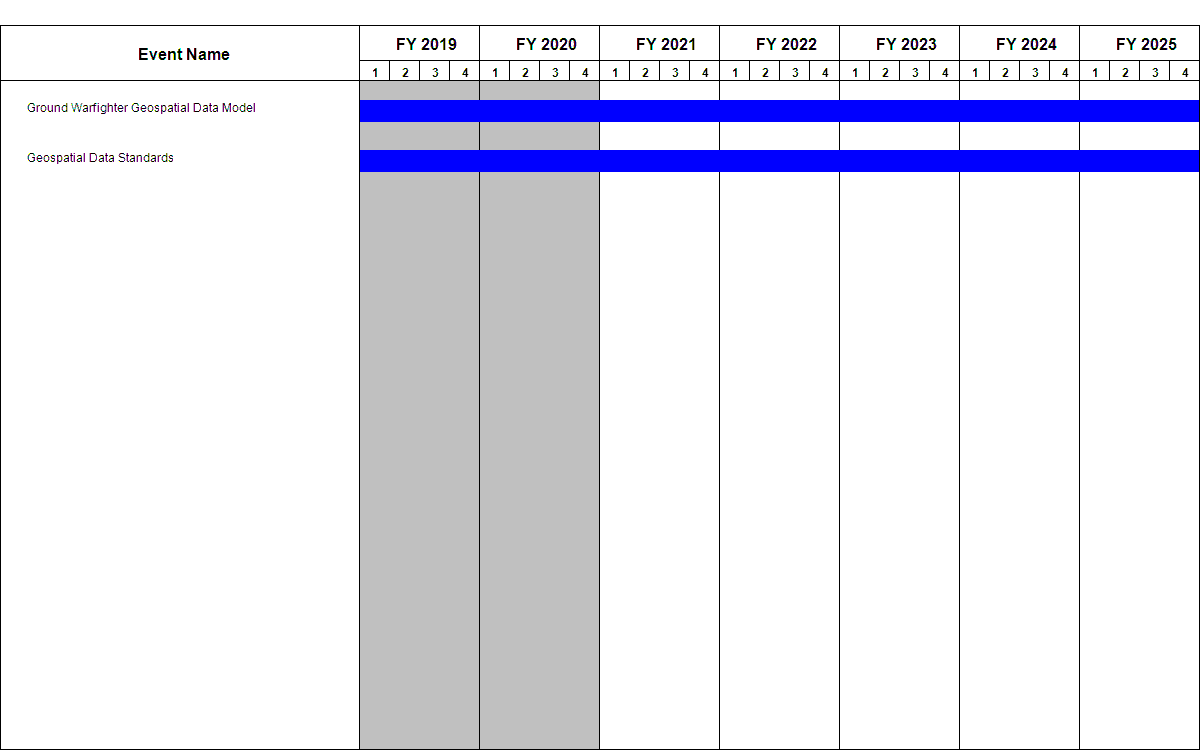 Event Name
FY 2019 FY 2020 FY 2021 FY 2022 FY 2023 FY 2024 FY 2025
1 2 3 4 1 2 3 4 1 2 3 4 1 2 3 4 1 2 3 4 1 2 3 4 1 2 3 4
Ground Warfighter Geospatial Data Model
Geospatial Data Standards